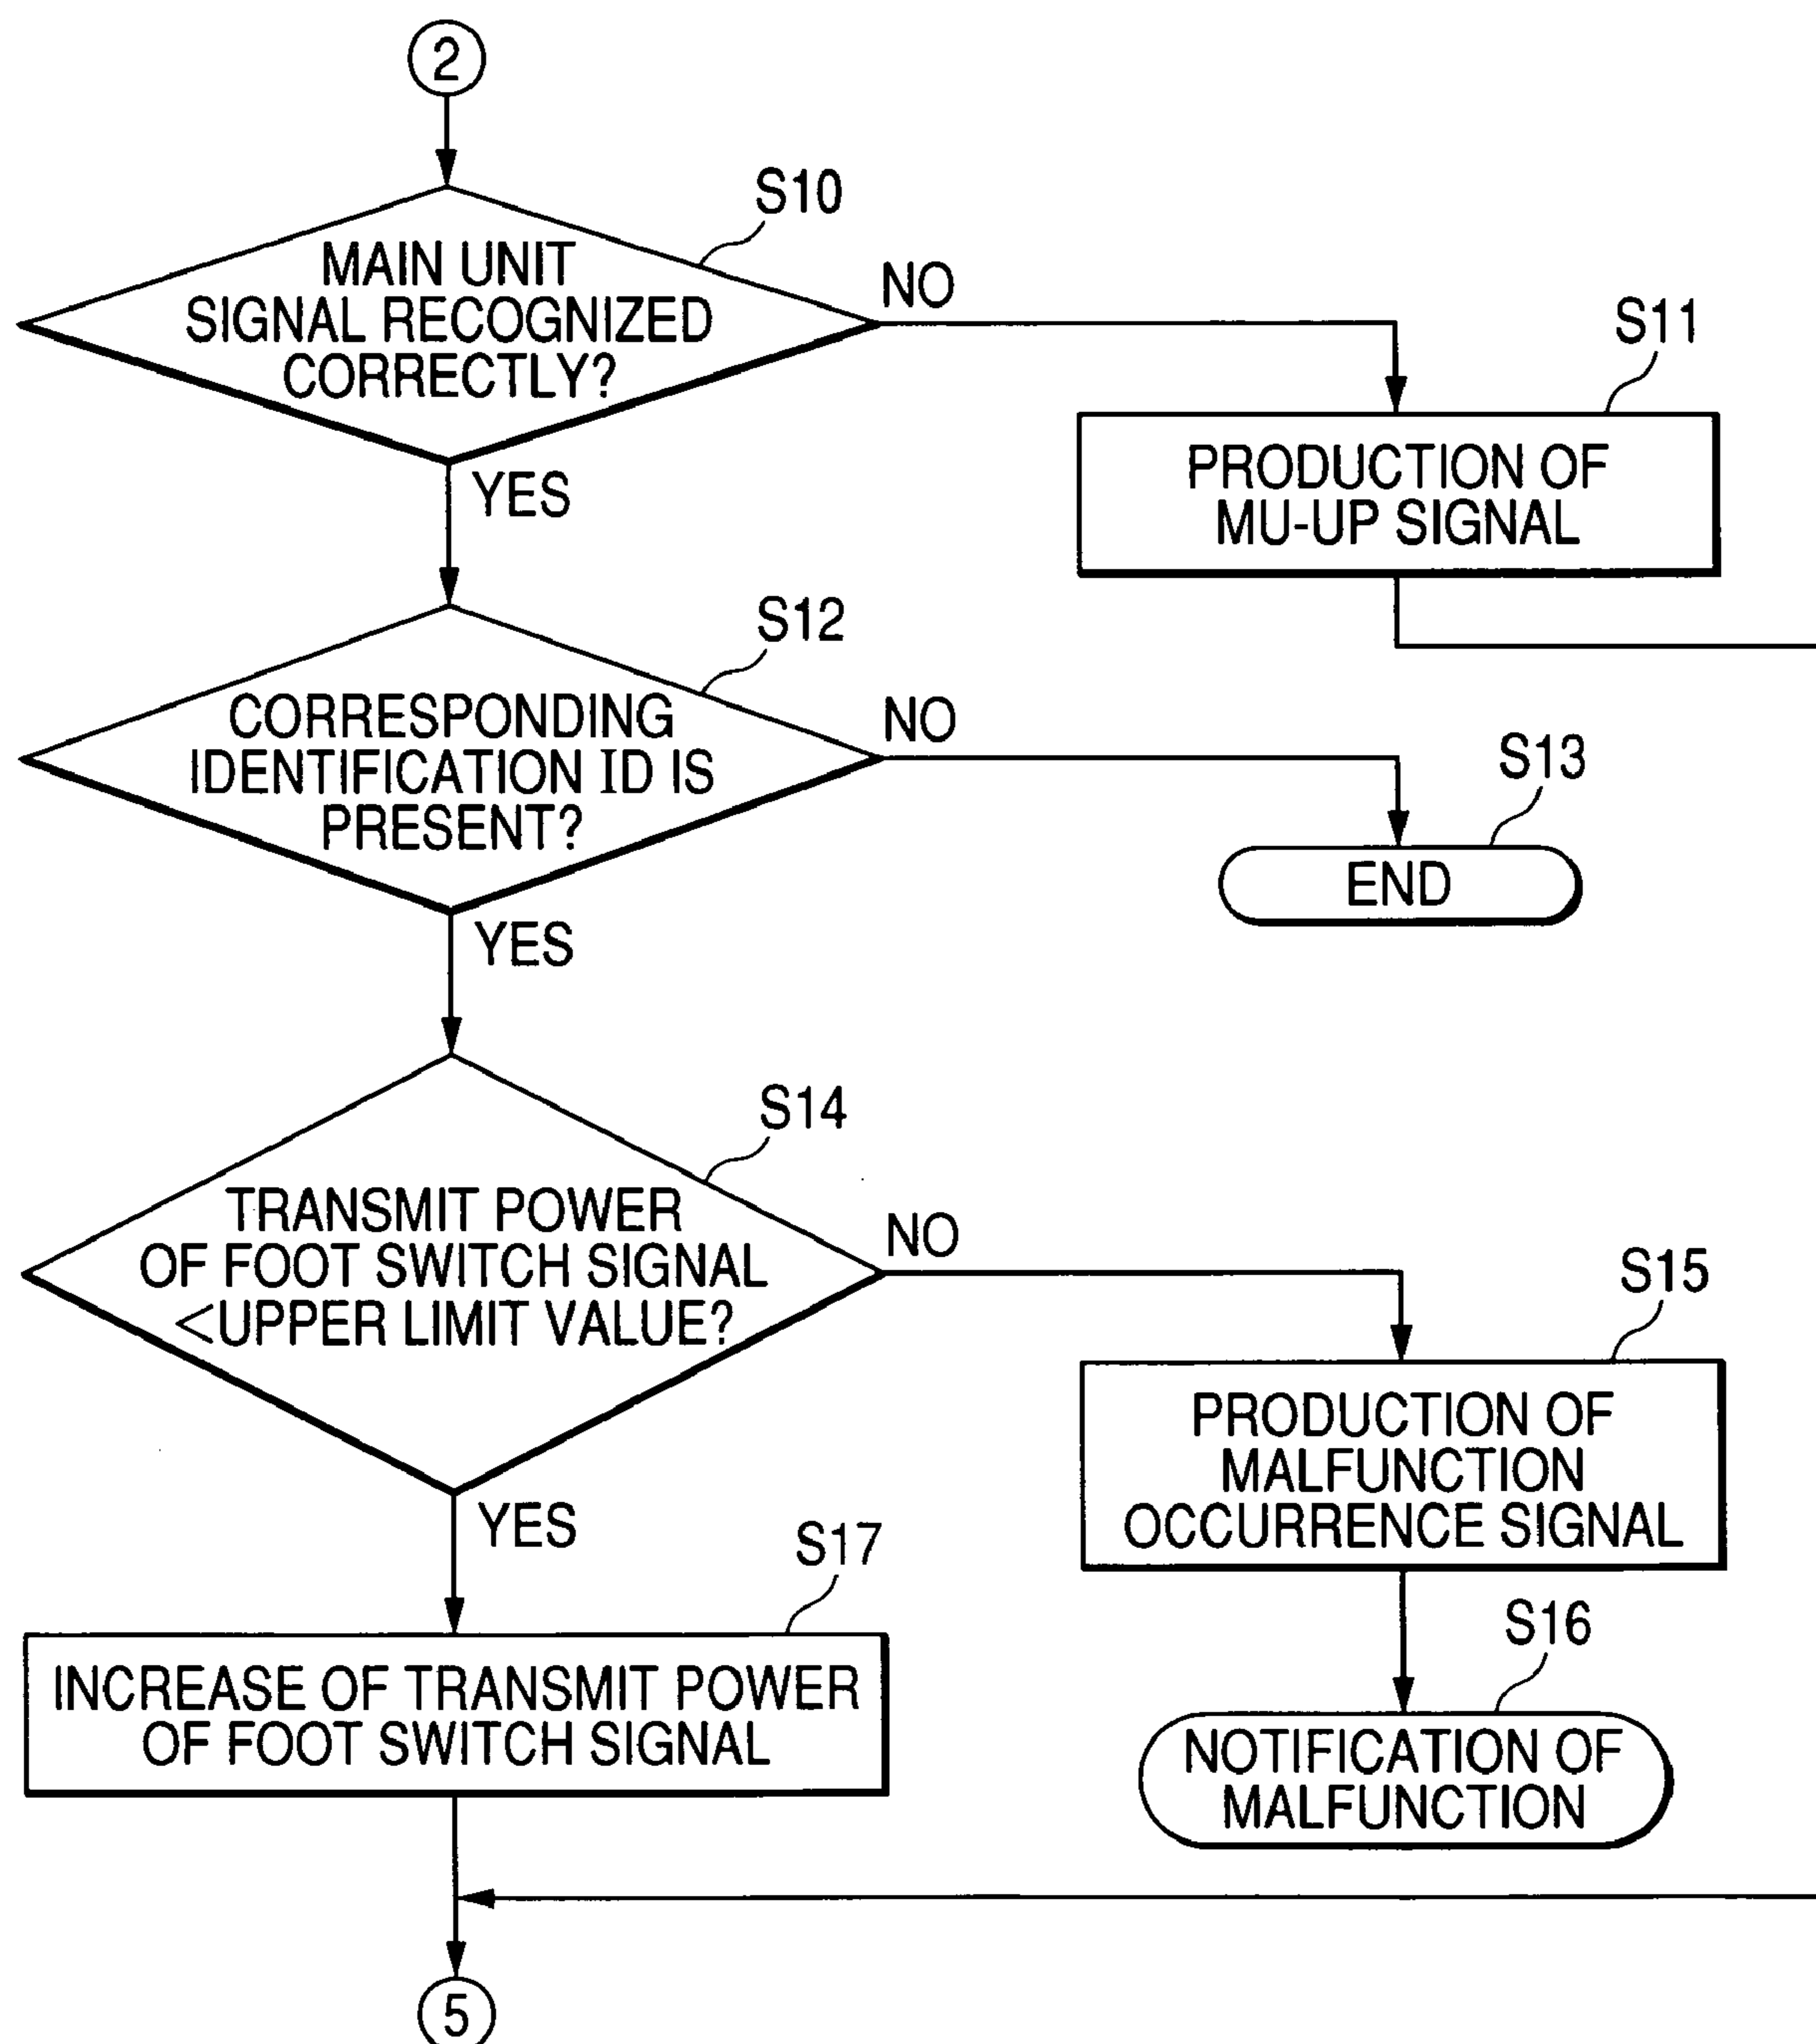 2
S10
MAIN UNIT
SIGNAL RECOGNIZED
CORRECTLY?
NO
YES
S11
PRODUCTION OF
MU-UP SIGNAL
S12
CORRESPONDING
IDENTIFICATION ID IS
PRESENT?
NO
YES
S13
END
S14
TRANSMIT POWER
OF FOOT SWITCH SIGNAL
<UPPER LIMIT VALUE?
NO
YES
S15
PRODUCTION OF
MALFUNCTION
OCCURRENCE SIGNAL
S16
NOTIFICATION OF
MALFUNCTION
S17
INCREASE OF TRANSMIT POWER
OF FOOT SWITCH SIGNAL
5